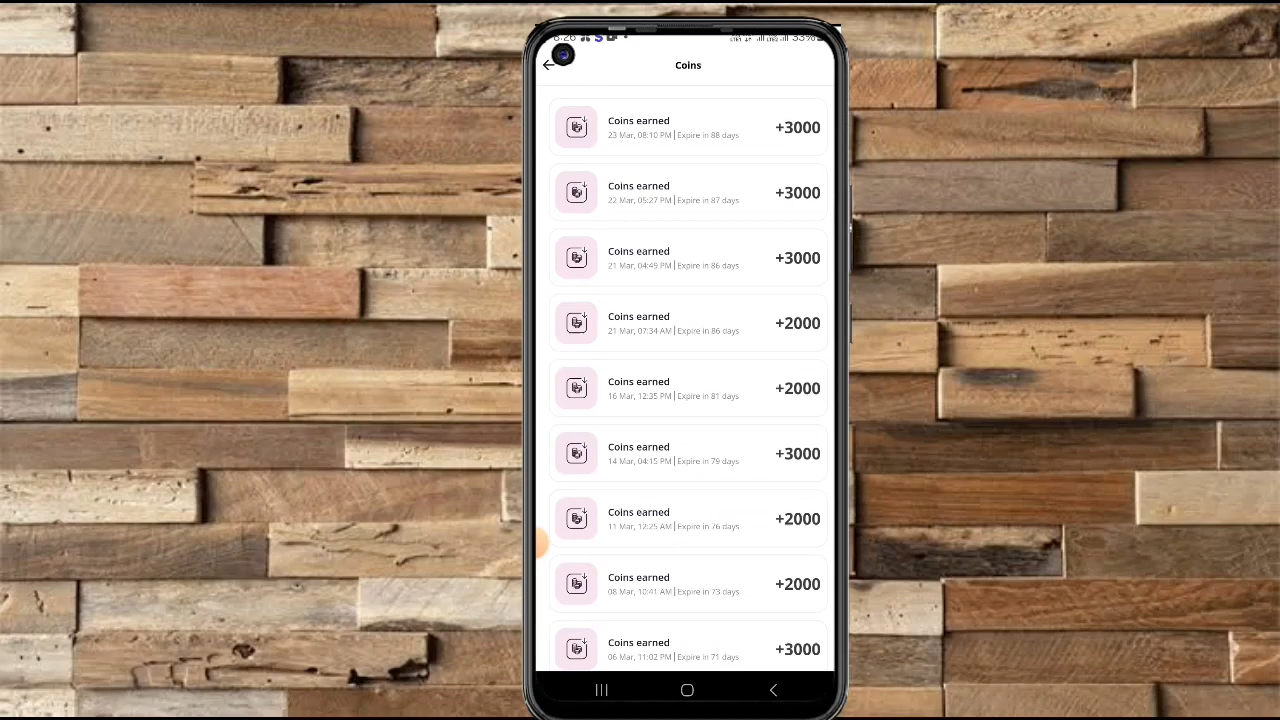 8:26
33%
Coins
Coins earned
23 Mar, 08:10 PM | Expire in 88 days
+3000
Coins earned
22 Mar, 05:27 PM | Expire in 87 days
+3000
Coins earned
21 Mar, 04:49 PM | Expire in 86 days
+3000
Coins earned
21 Mar, 07:34 AM | Expire in 86 days
+2000
Coins earned
16 Mar, 12:35 PM | Expire in 81 days
+2000
Coins earned
14 Mar, 04:15 PM | Expire in 79 days
+3000
Coins earned
11 Mar, 12:25 AM | Expire in 76 days
+2000
Coins earned
08 Mar, 10:41 AM | Expire in 73 days
+2000
Coins earned
06 Mar, 11:02 PM | Expire in 71 days
+3000